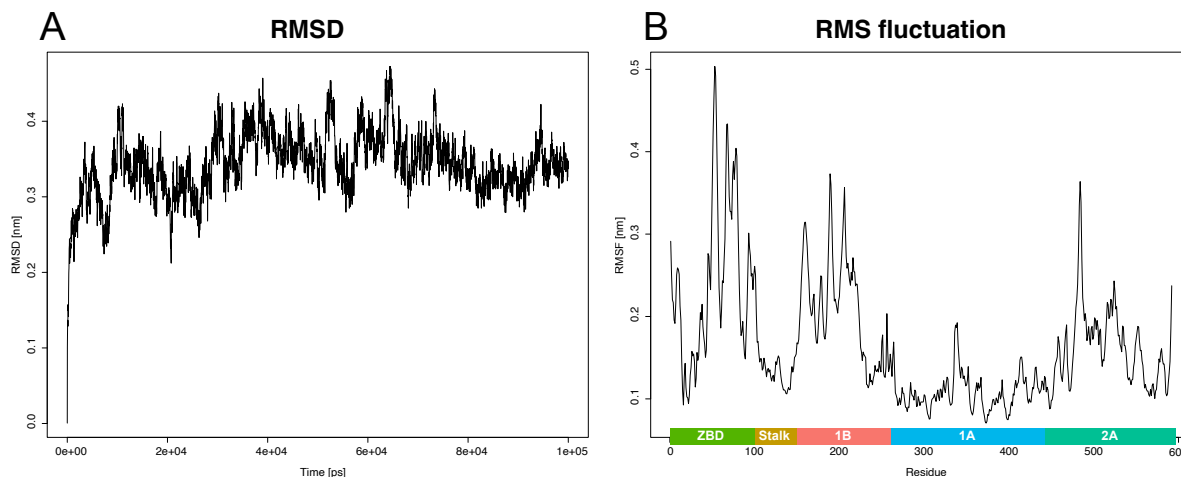 A
RMSD
RMSD [nm]
0.4
0.3
0.2
0.1
0.0
0e+00
2e+04
4e+04
6e+04
8e+04
1e+05
Time [ps]
B
RMS fluctuation
RMSF [nm]
0.5
0.4
0.3
0.2
0.1
ZBD
Stalk
1B
1A
2A
0
100
200
300
400
500
Residue